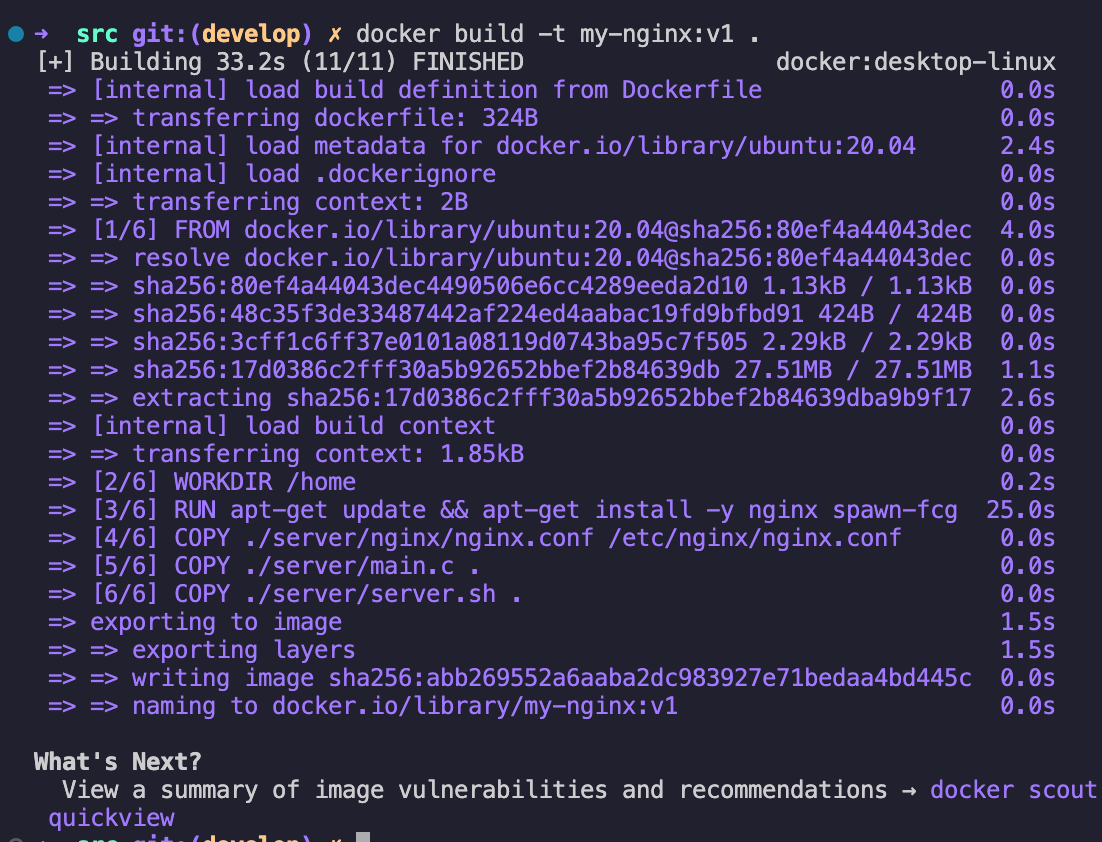 ➜ src git:(develop) ✗ docker build -t my-nginx:v1 .
[+] Building 33.2s (11/11) FINISHED docker:desktop-linux
=> [internal] load build definition from Dockerfile 0.0s
=> => transferring dockerfile: 324B 0.0s
=> [internal] load metadata for docker.io/library/ubuntu:20.04 2.4s
=> [internal] load .dockerignore 0.0s
=> => transferring context: 2B 0.0s
=> [1/6] FROM docker.io/library/ubuntu:20.04@sha256:80ef4a44043dec 4.0s
=> => resolve docker.io/library/ubuntu:20.04@sha256:80ef4a44043dec 0.0s
=> => sha256:80ef4a44043dec4490506e6cc4289eeda2d10 1.13kB / 1.13kB 0.0s
=> => sha256:48c35f3de33487442af224ed4aabac19fd9bfbd91 424B / 424B 0.0s
=> => sha256:3cff1c6ff37e0101a08119d0743ba95c7f505 2.29kB / 2.29kB 0.0s
=> => sha256:17d0386c2fff30a5b92652bbef2b84639db 27.51MB / 27.51MB 1.1s
=> => extracting sha256:17d0386c2fff30a5b92652bbef2b84639dba9b9f17 2.6s
=> [internal] load build context 0.0s
=> => transferring context: 1.85kB 0.0s
=> [2/6] WORKDIR /home 0.2s
=> [3/6] RUN apt-get update && apt-get install -y nginx spawn-fcg 25.0s
=> [4/6] COPY ./server/nginx/nginx.conf /etc/nginx/nginx.conf 0.0s
=> [5/6] COPY ./server/main.c . 0.0s
=> [6/6] COPY ./server/server.sh . 0.0s
=> exporting to image 1.5s
=> => exporting layers 1.5s
=> => writing image sha256:abb269552a6aaba2dc983927e71bedaa4bd445c 0.0s
=> => naming to docker.io/library/my-nginx:v1 0.0s
What's Next?
View a summary of image vulnerabilities and recommendations → docker scout
quickview
➜ src git:(develop) ✗